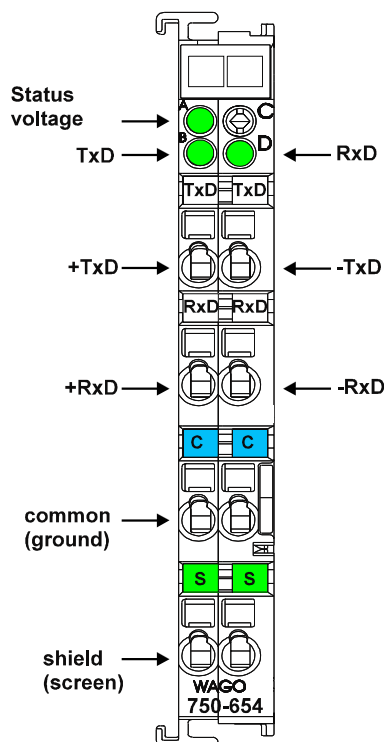 A
C
Status
voltage
B
D
TxD
RxD
TxD TxD
+TxD
-TxD
RxD RxD
+RxD
-RxD
C C
common
(ground)
S S
shield
(screen)
WAGO
750-654